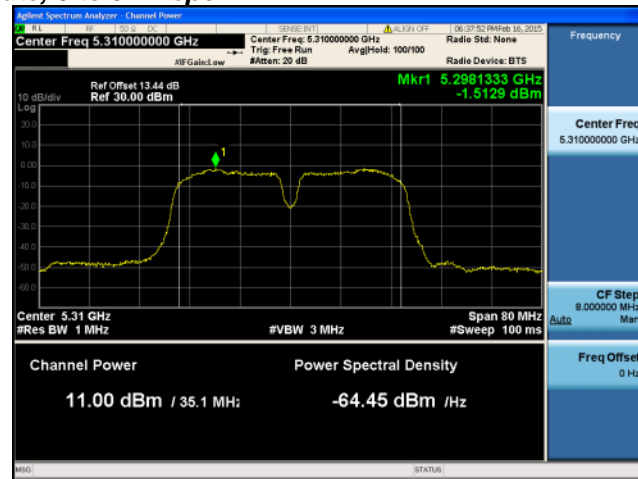 Agilent Spectrum Analyzer - Channel Power
RL RF 50 Ω DC SENSE:INT ALIGN OFF 06:37:52 PM Feb 16, 2015
Center Freq 5.310000000 GHz
Center Freq: 5.310000000 GHz
Radio Std: None
Trig: Free Run Avg|Hold: 100/100
#IFGain:Low #Atten: 20 dB Radio Device: BTS
Frequency
Ref Offset 13.44 dB
10 dB/div Ref 30.00 dBm
Mkr1 5.2981333 GHz
-1.5129 dBm
Log
20.0
10.0
0.00
-10.0
-20.0
-30.0
-40.0
-50.0
-60.0
1
Center 5.31 GHz Span 80 MHz
#Res BW 1 MHz #VBW 3 MHz #Sweep 100 ms
Channel Power Power Spectral Density
11.00 dBm / 35.1 MHz -64.45 dBm /Hz
Center Freq
5.310000000 GHz
CF Step
8.000000 MHz
Auto Man
Freq Offset
0 Hz
MSG STATUS